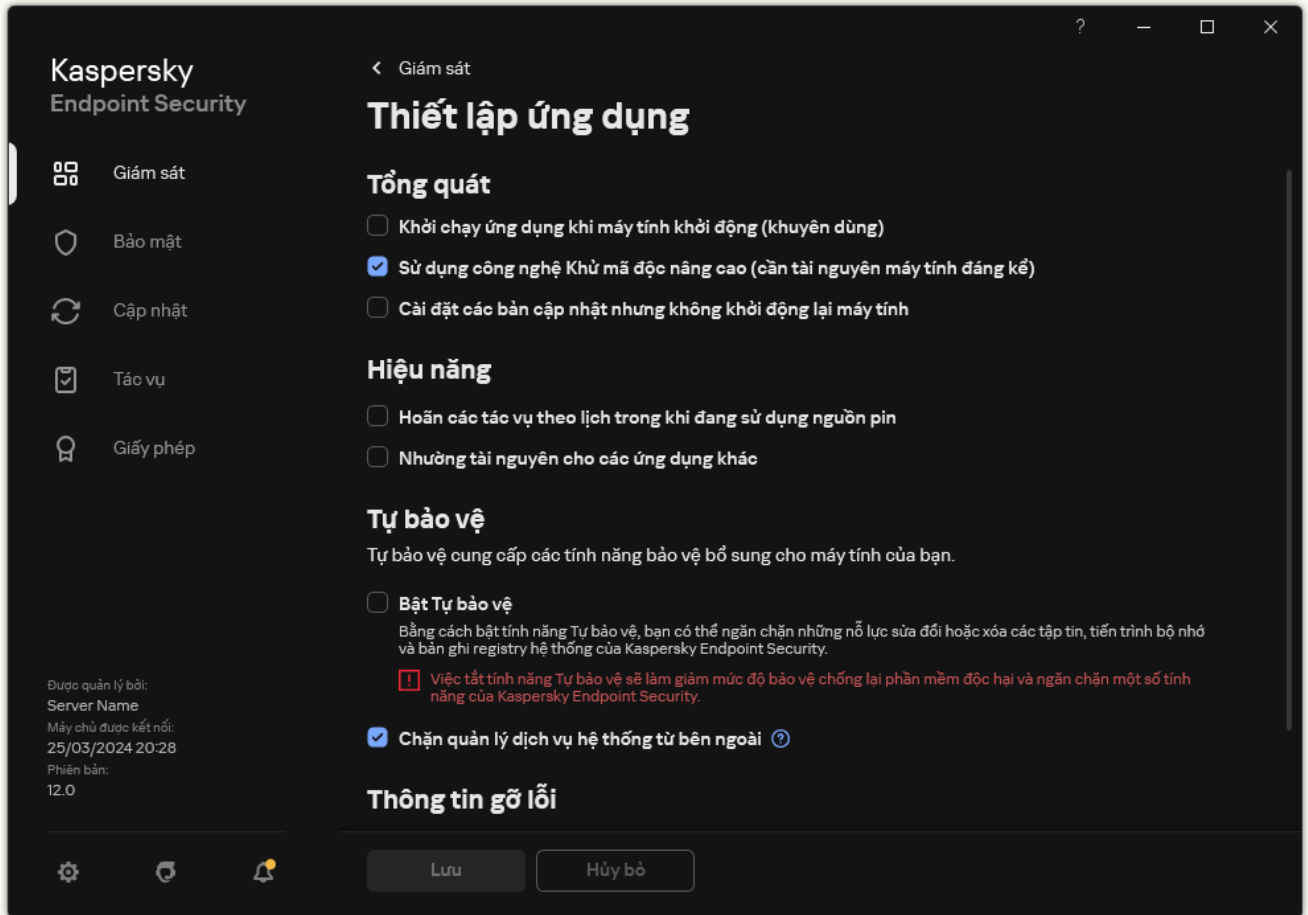 ?
Kaspersky
Endpoint Security
Giám sát
Bảo mật
Cập nhật
Tác vụ
Giấy phép
Được quản lý bởi:
Server Name
Máy chủ được kết nối:
25/03/2024 20:28
Phiên bản:
12.0
Giám sát
Thiết lập ứng dụng
Tổng quát
Khởi chạy ứng dụng khi máy tính khởi động (khuyên dùng)
Sử dụng công nghệ Khử mã độc nâng cao (cần tài nguyên máy tính đáng kể)
Cài đặt các bản cập nhật nhưng không khởi động lại máy tính
Hiệu năng
Hoãn các tác vụ theo lịch trong khi đang sử dụng nguồn pin
Nhường tài nguyên cho các ứng dụng khác
Tự bảo vệ
Tự bảo vệ cung cấp các tính năng bảo vệ bổ sung cho máy tính của bạn.
Bật Tự bảo vệ
Bằng cách bật tính năng Tự bảo vệ, bạn có thể ngăn chặn những nỗ lực sửa đổi hoặc xóa các tập tin, tiến trình bộ nhớ
và bản ghi registry hệ thống của Kaspersky Endpoint Security.
! Việc tắt tính năng Tự bảo vệ sẽ làm giảm mức độ bảo vệ chống lại phần mềm độc hại và ngăn chặn một số tính
năng của Kaspersky Endpoint Security.
Chặn quản lý dịch vụ hệ thống từ bên ngoài ?
Thông tin gỡ lỗi
Lưu
Hủy bỏ